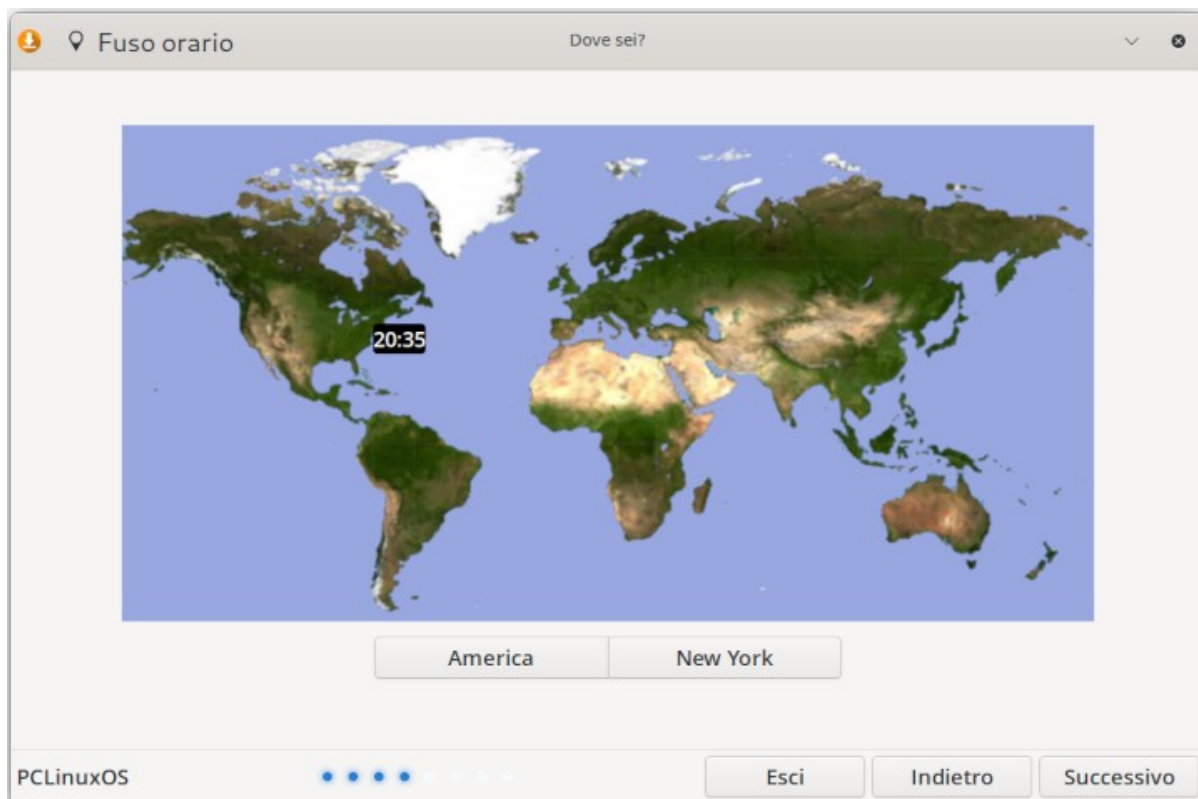 Fuso orario
Dove sei?
20:35
America
New York
PCLinuxOS
Esci
Indietro
Successivo